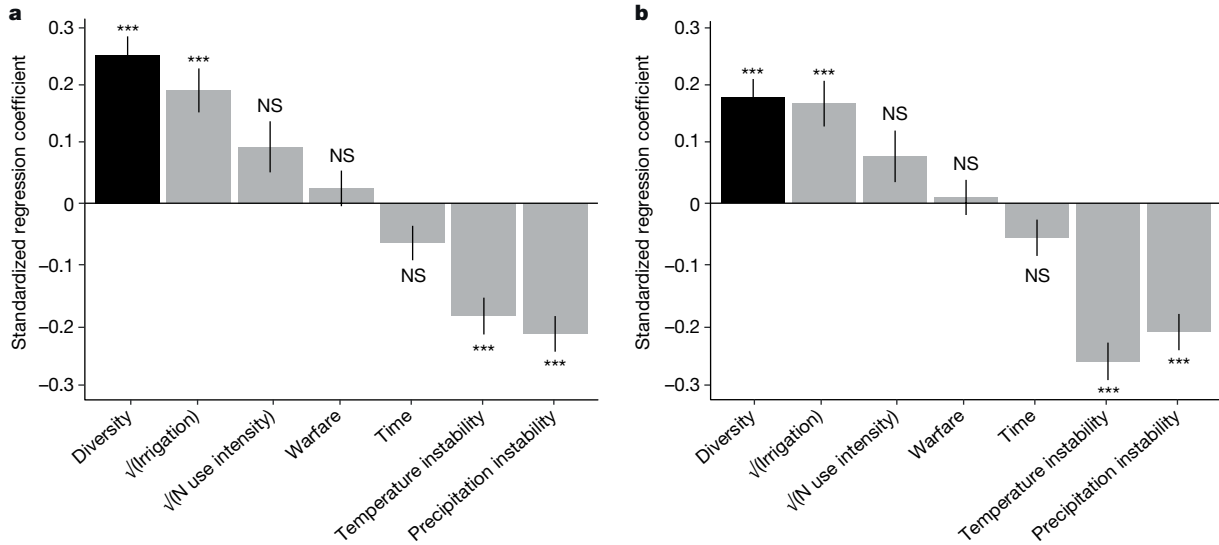 a
Standardized regression coefficient
0.3
0.2
0.1
0
–0.1
–0.2
–0.3
***
***
NS
NS
NS
***
***
Diversity
√(Irrigation)
√(N use intensity)
Warfare
Time
Temperature instability
Precipitation instability
b
Standardized regression coefficient
0.3
0.2
0.1
0
–0.1
–0.2
–0.3
***
***
NS
NS
NS
***
***
Diversity
√(Irrigation)
√(N use intensity)
Warfare
Time
Temperature instability
Precipitation instability